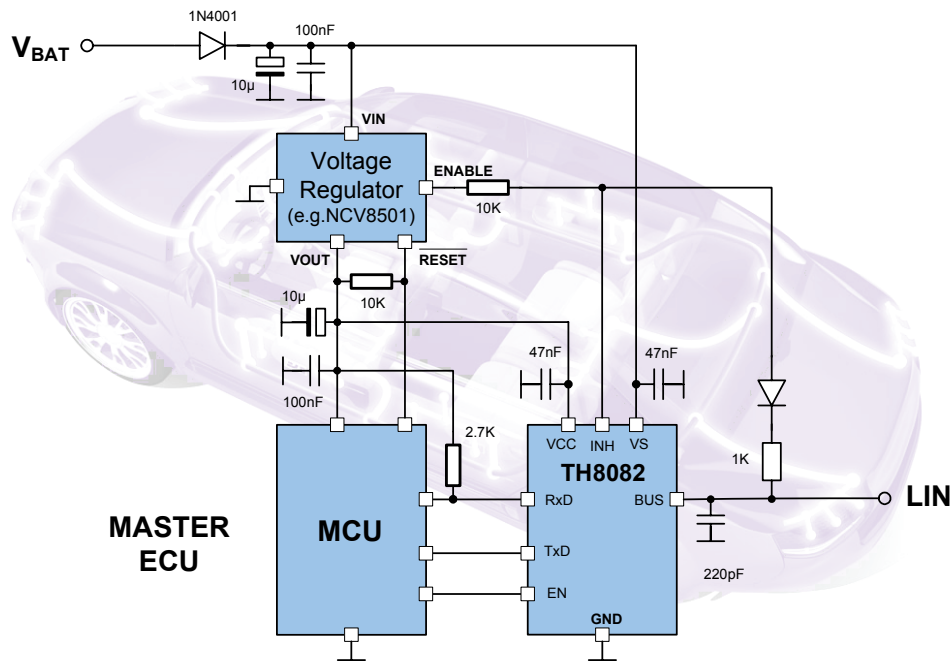 1N4001
100nF
V_BAT
10µ
VIN
Voltage
Regulator
(e.g.NCV8501)
ENABLE
10K
VOUT
RESET
10µ
10K
47nF
47nF
100nF
2.7K
VCC
INH
VS
1K
TH8082
RxD
BUS
LIN
MASTER
ECU
MCU
TxD
220pF
EN
GND